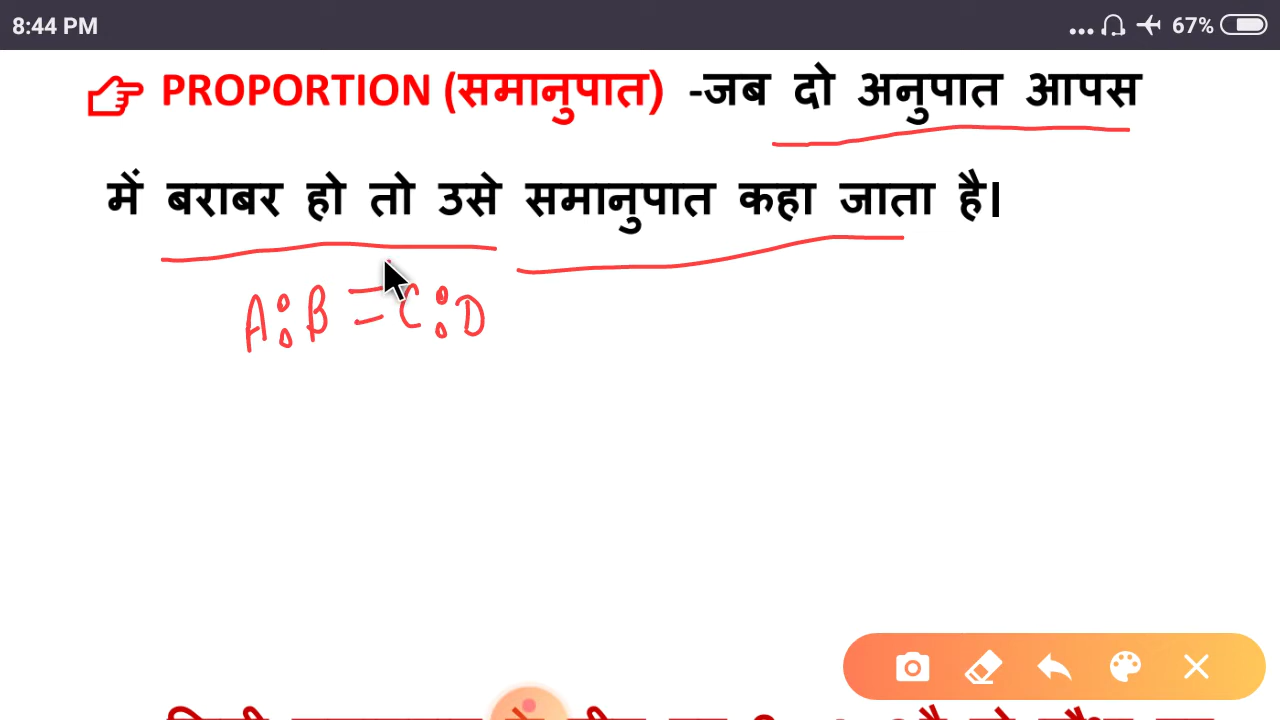 8:44 PM
67%
PROPORTION (समानुपात) -जब दो अनुपात आपस
में बराबर हो तो उसे समानुपात कहा जाता है।
A:B=C:D